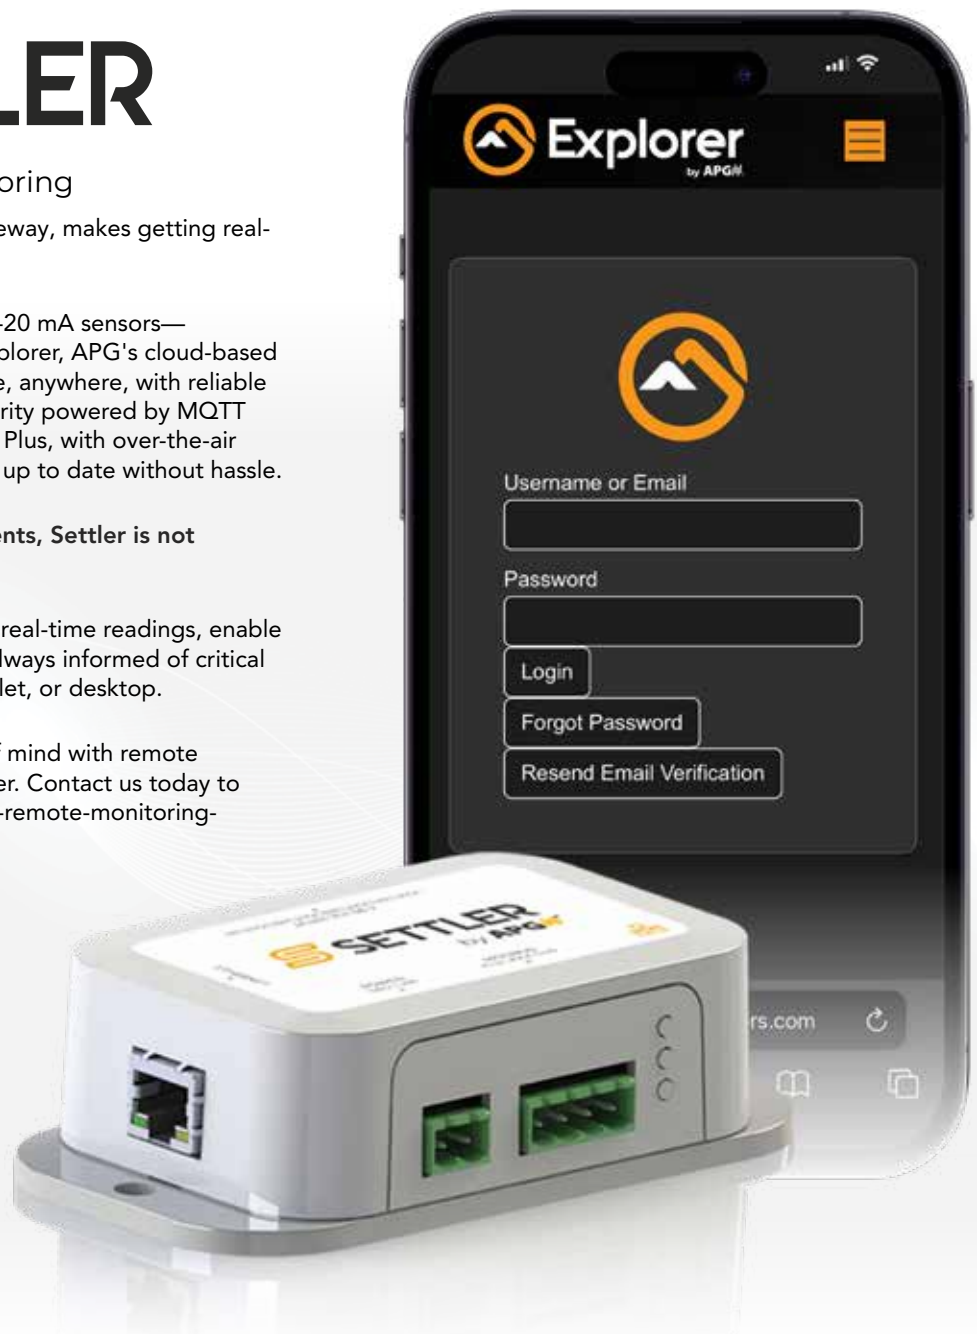 LER
oring
eway, makes getting real-
-20 mA sensors—
plorer, APG's cloud-based
e, anywhere, with reliable
rity powered by MQTT
Plus, with over-the-air
up to date without hassle.
ents, Settler is not
real-time readings, enable
lways informed of critical
let, or desktop.
f mind with remote
er. Contact us today to
-remote-monitoring-
Explorer
by APG
Username or Email
Password
Login
Forgot Password
Resend Email Verification
rs.com
SETTLER
by APG